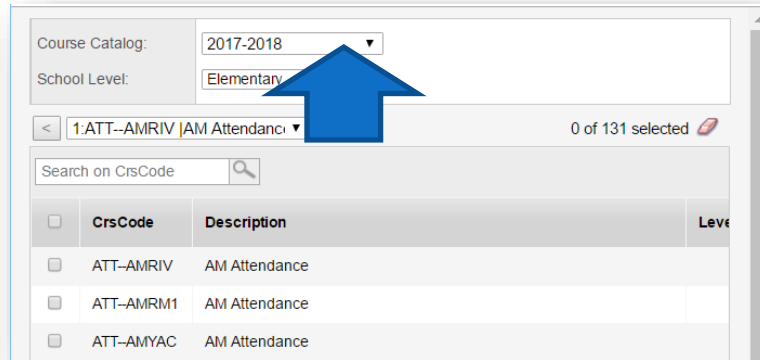 Course Catalog: 2017-2018
School Level: Elementary
< 1:ATT--AMRIV |AM Attendanc 0 of 131 selected
Search on CrsCode
CrsCode Description Leve
ATT--AMRIV AM Attendance
ATT--AMRM1 AM Attendance
ATT--AMYAC AM Attendance